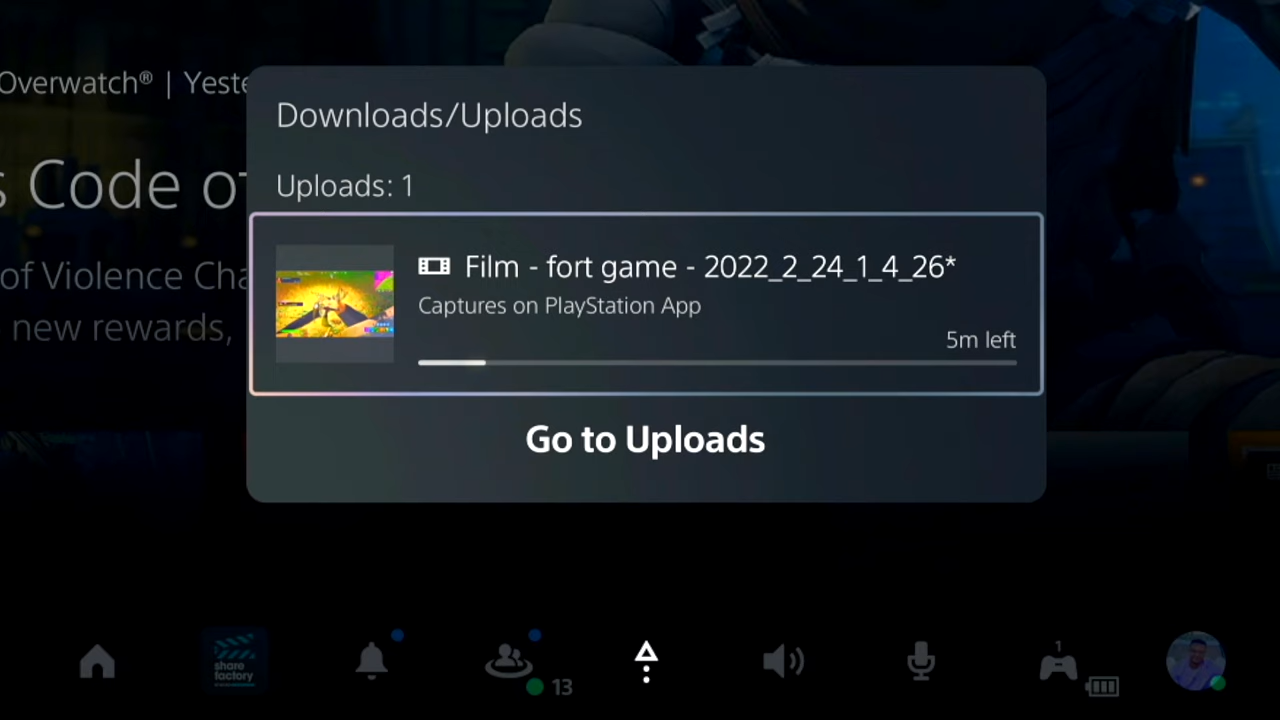 Overwatch® | Yeste
Downloads/Uploads
s Code of
Uploads: 1
of Violence Cha
Film - fort game - 2022_2_24_1_4_26*
Captures on PlayStation App
new rewards,
5m left
Go to Uploads
share
factory
13
1